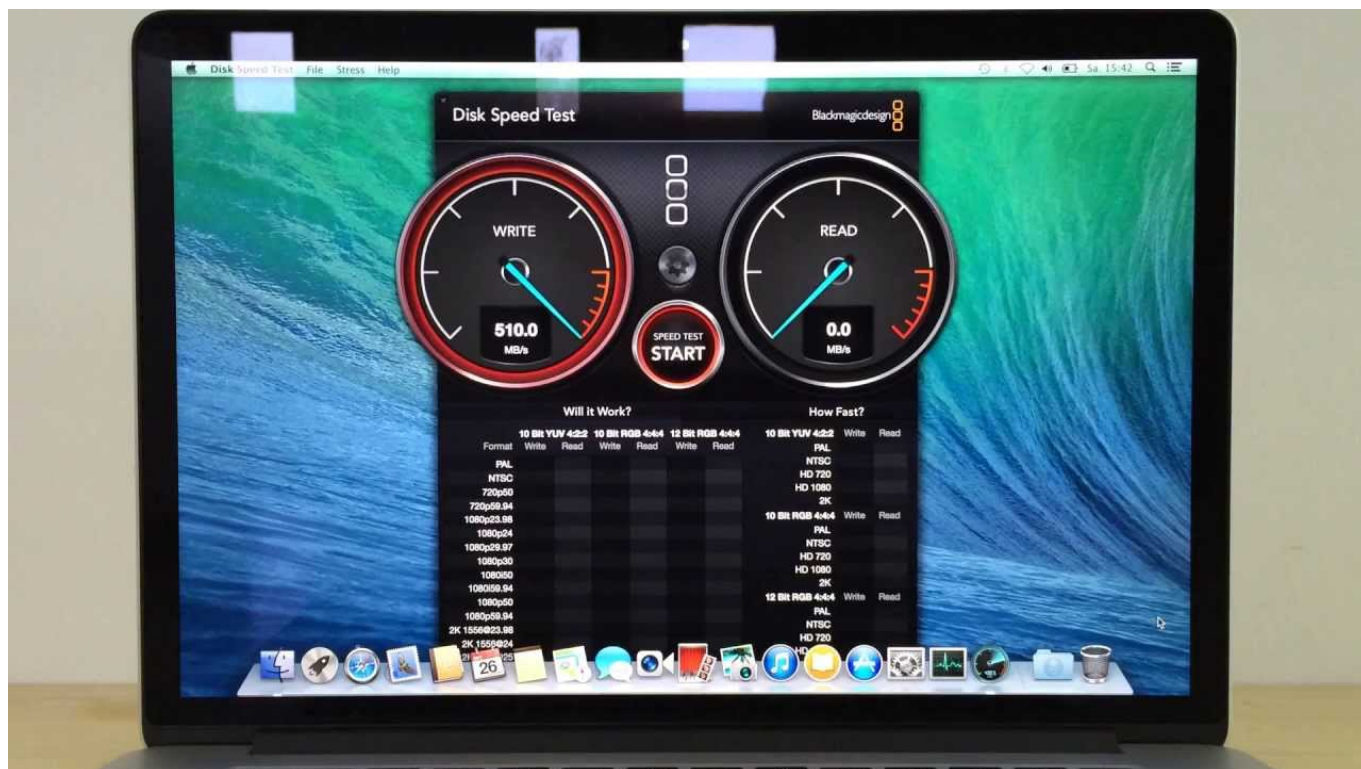 Disk Speed Test File Stress Help
Sa 15:42
Disk Speed Test
Blackmagicdesign
WRITE
510.0
MB/s
SPEED TEST
START
READ
0.0
MB/s
Will it Work?
10 Bit YUV 4:2:2 10 Bit RGB 4:4:4 12 Bit RGB 4:4:4
Format Write Read Write Read Write Read
PAL
NTSC
720p50
720p59.94
1080p23.98
1080p24
1080p29.97
1080p30
1080i50
1080i59.94
1080p50
1080p59.94
2K 1556@23.98
2K 1556@24
How Fast?
10 Bit YUV 4:2:2 Write Read
PAL
NTSC
HD 720
HD 1080
2K
10 Bit RGB 4:4:4 Write Read
PAL
NTSC
HD 720
HD 1080
2K
12 Bit RGB 4:4:4 Write Read
PAL
NTSC
HD 720
HD
26